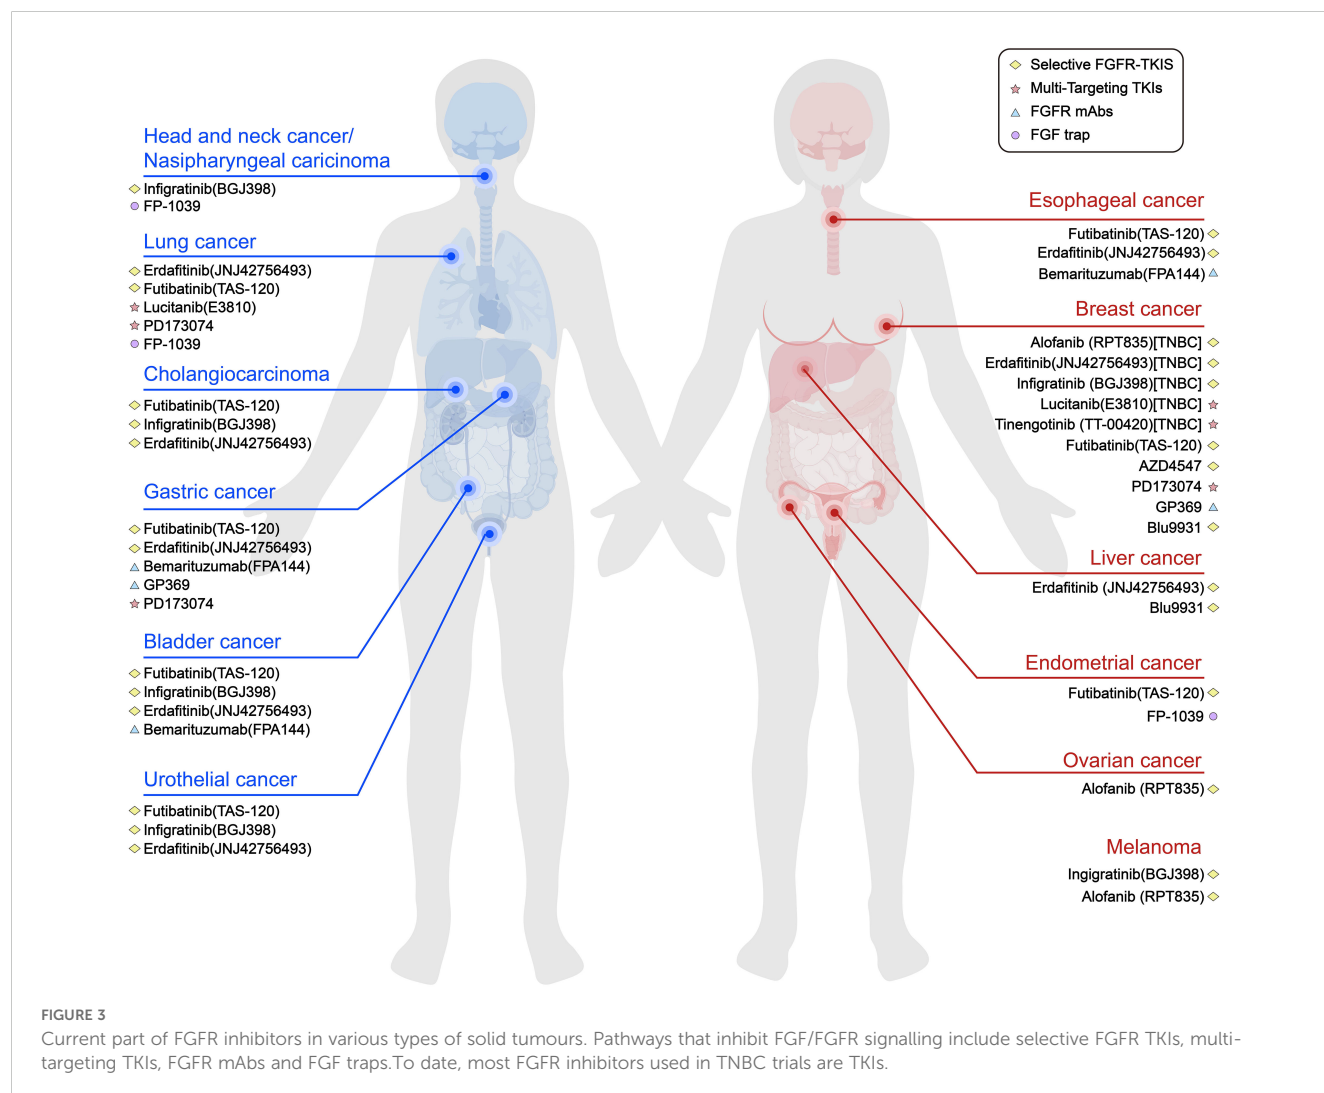 Selective FGFR-TKIS
Multi-Targeting TKIs
FGFR mAbs
FGF trap
Head and neck cancer/
Nasipharyngeal caricinoma
Infigratinib(BGJ398)
FP-1039
Lung cancer
Erdafitinib(JNJ42756493)
Futibatinib(TAS-120)
Lucitanib(E3810)
PD173074
FP-1039
Cholangiocarcinoma
Futibatinib(TAS-120)
Infigratinib(BGJ398)
Erdafitinib(JNJ42756493)
Gastric cancer
Futibatinib(TAS-120)
Erdafitinib(JNJ42756493)
Bemarituzumab(FPA144)
GP369
PD173074
Bladder cancer
Futibatinib(TAS-120)
Infigratinib(BGJ398)
Erdafitinib(JNJ42756493)
Bemarituzumab(FPA144)
Urothelial cancer
Futibatinib(TAS-120)
Infigratinib(BGJ398)
Erdafitinib(JNJ42756493)
Esophageal cancer
Futibatinib(TAS-120)
Erdafitinib(JNJ42756493)
Bemarituzumab(FPA144)
Breast cancer
Alofanib (RPT835)[TNBC]
Erdafitinib(JNJ42756493)[TNBC]
Infigratinib (BGJ398)[TNBC]
Lucitanib(E3810)[TNBC]
Tinengotinib (TT-00420)[TNBC]
Futibatinib(TAS-120)
AZD4547
PD173074
GP369
Blu9931
Liver cancer
Erdafitinib (JNJ42756493)
Blu9931
Endometrial cancer
Futibatinib(TAS-120)
FP-1039
Ovarian cancer
Alofanib (RPT835)
Melanoma
Ingigratinib(BGJ398)
Alofanib (RPT835)
FIGURE 3
Current part of FGFR inhibitors in various types of solid tumours. Pathways that inhibit FGF/FGFR signalling include selective FGFR TKIs, multi-
targeting TKIs, FGFR mAbs and FGF traps.To date, most FGFR inhibitors used in TNBC trials are TKIs.